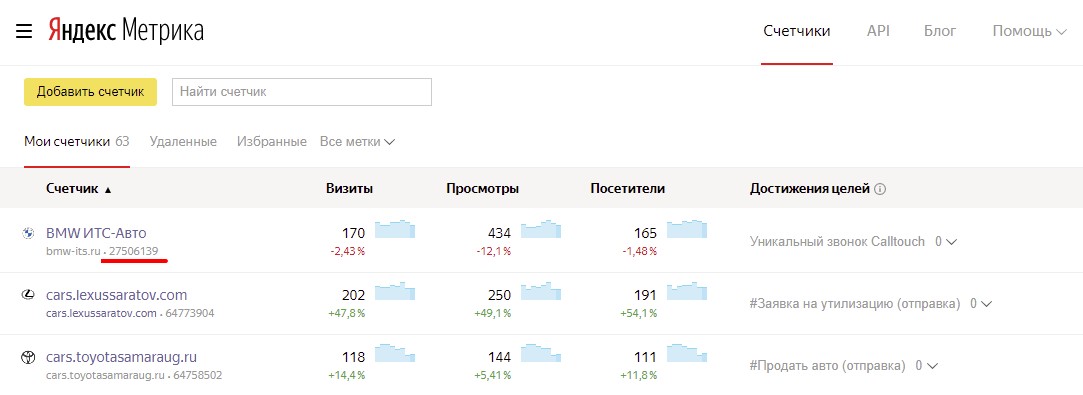 Яндекс Метрика Счетчики API Блог Помощь
Добавить счетчик Найти счетчик
Мои счетчики 63 Удаленные Избранные Все метки
Счетчик ▲ Визиты Просмотры Посетители Достижения целей
BMW ИТС-Авто 170 434 165
bmw-its.ru • 27506139 -2,43 % -12,1 % -1,48 % Уникальный звонок Calltouch 0
cars.lexussaratov.com 202 250 191
cars.lexussaratov.com • 64773904 +47,8 % +49,1 % +54,1 % #Заявка на утилизацию (отправка) 0
cars.toyotasamaraug.ru 118 144 111
cars.toyotasamaraug.ru • 64758502 +14,4 % +5,41 % +11,8 % #Продать авто (отправка) 0